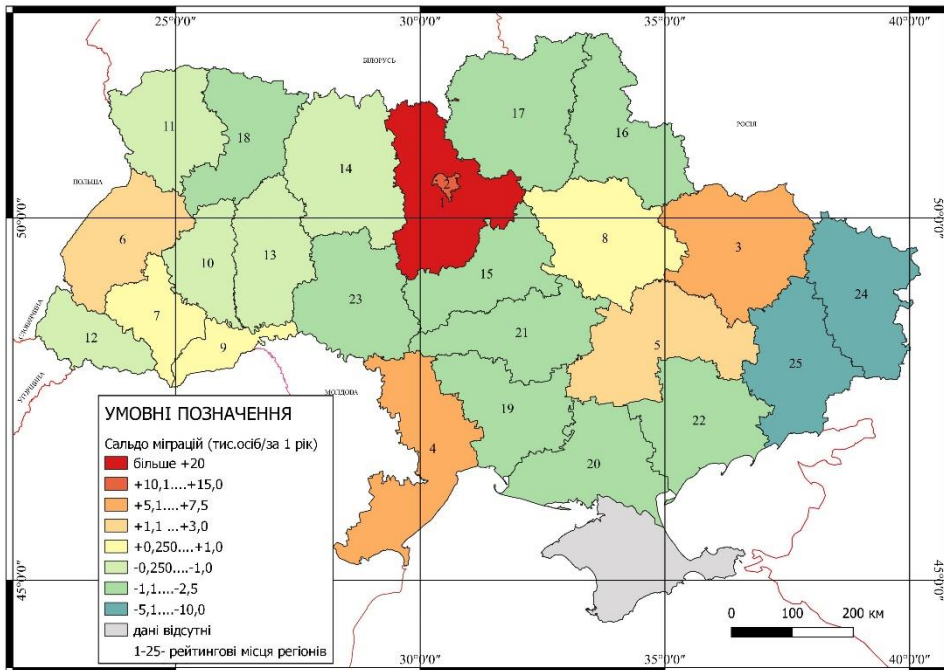 25°0'0" 30°0'0" 35°0'0" 40°0'0"
БІЛОРУСЬ
РОСІЯ
ПОЛЬЩА
СЛОВАЧЧИНА
УГОРЩИНА
МОЛДОВА
50°0'0" 50°0'0"
45°0'0" 45°0'0"
11
18
14
17
16
2
1
6
10
13
8
3
15
23
24
7
9
12
21
5
25
4
19
22
20
УМОВНІ ПОЗНАЧЕННЯ
Сальдо міграцій (тис.осіб/за 1 рік)
більше +20
+10,1....+15,0
+5,1....+7,5
+1,1 ...+3,0
+0,250....+1,0
-0,250....-1,0
-1,1....-2,5
-5,1....-10,0
дані відсутні
1-25- рейтингові місця регіонів
0 100 200 км
25°0'0" 30°0'0" 35°0'0" 40°0'0"